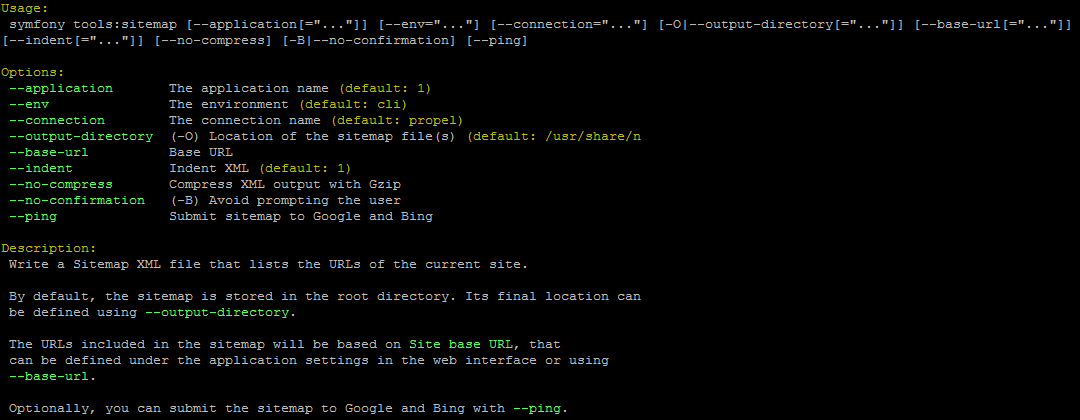 Usage:
 symfony tools:sitemap [--application[="..."]] [--env="..."] [--connection="..."] [-O|--output-directory[="..."]] [--base-url[="..."]]
[--indent[="..."]] [--no-compress] [-B|--no-confirmation] [--ping]

Options:
 --application       The application name (default: 1)
 --env               The environment (default: cli)
 --connection        The connection name (default: propel)
 --output-directory  (-O) Location of the sitemap file(s) (default: /usr/share/n
 --base-url          Base URL
 --indent            Indent XML (default: 1)
 --no-compress       Compress XML output with Gzip
 --no-confirmation   (-B) Avoid prompting the user
 --ping              Submit sitemap to Google and Bing

Description:
 Write a Sitemap XML file that lists the URLs of the current site.

 By default, the sitemap is stored in the root directory. Its final location can
 be defined using --output-directory.

 The URLs included in the sitemap will be based on Site base URL, that
 can be defined under the application settings in the web interface or using
 --base-url.

 Optionally, you can submit the sitemap to Google and Bing with --ping.